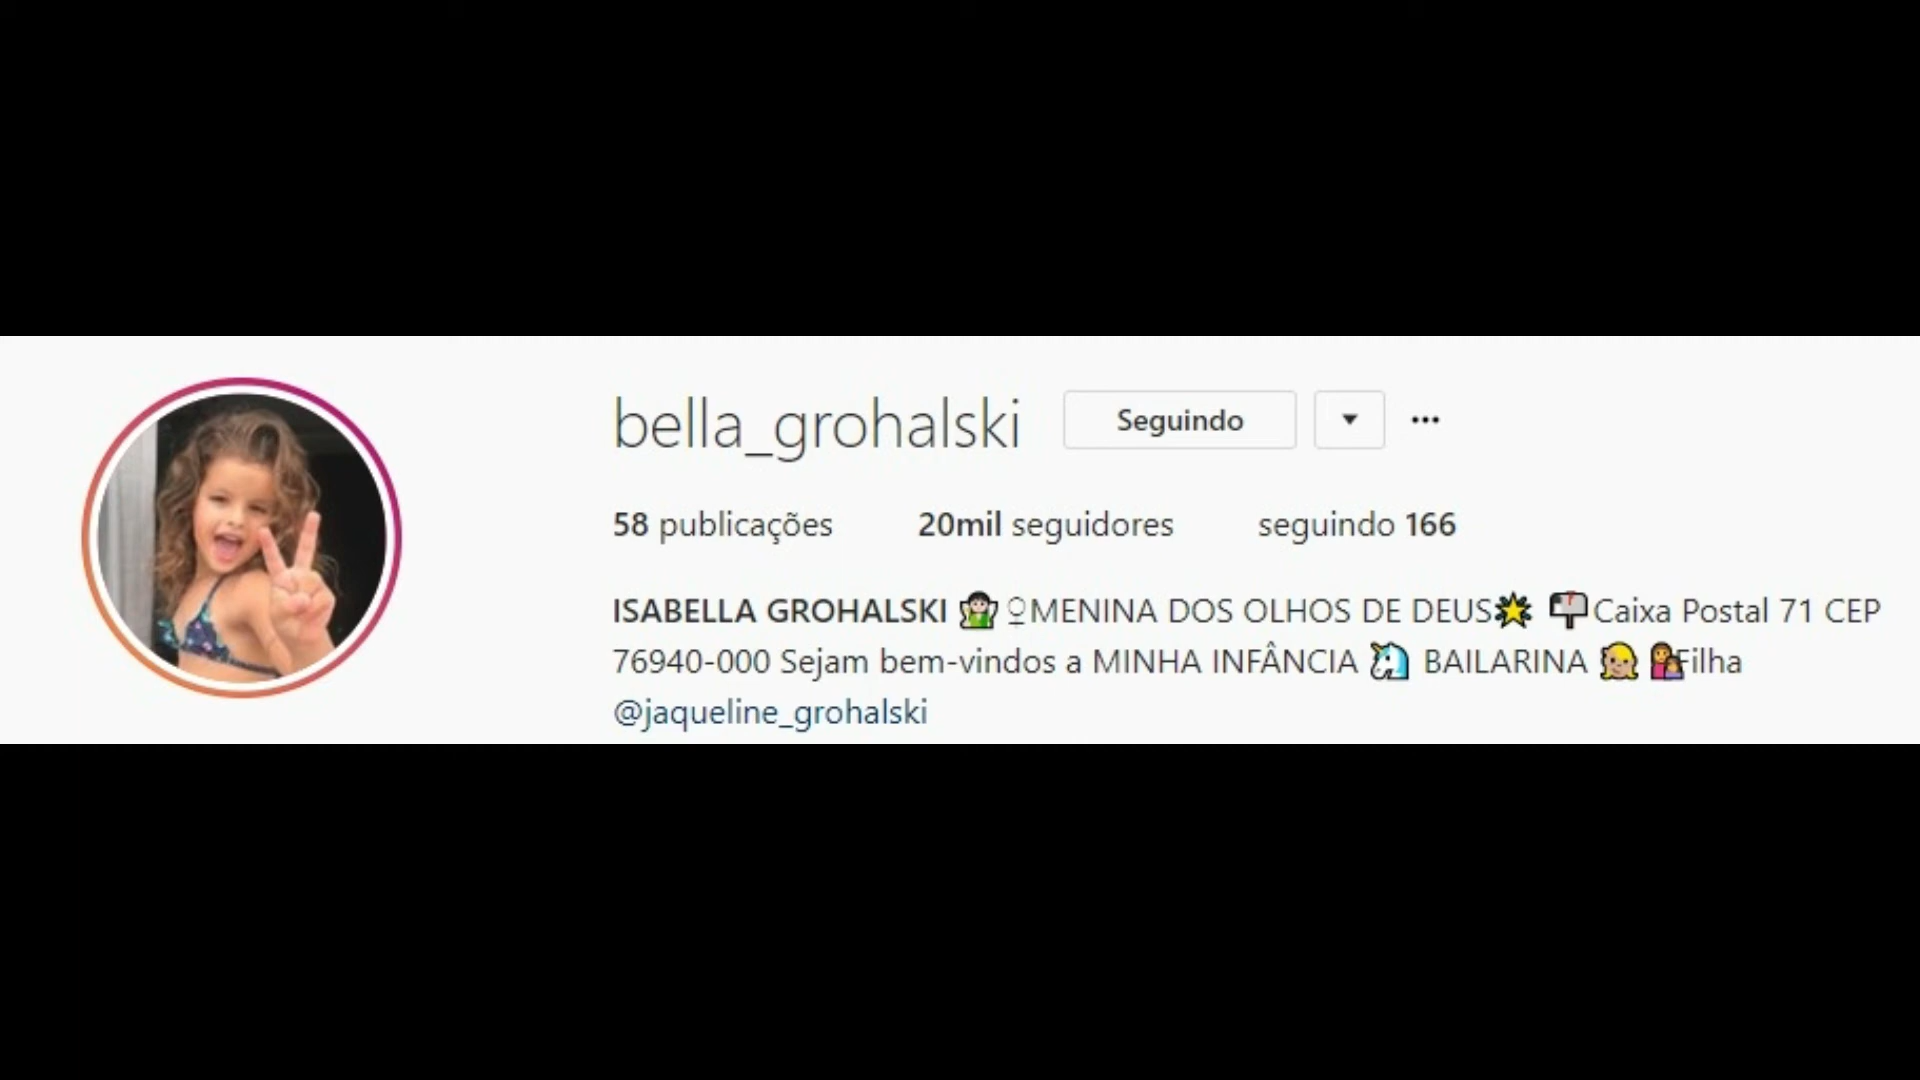 bella_grohalski Seguindo
58 publicações 20mil seguidores seguindo 166
ISABELLA GROHALSKI 🧚♀MENINA DOS OLHOS DE DEUS🌟 📬Caixa Postal 71 CEP
76940-000 Sejam bem-vindos a MINHA INFÂNCIA 🦄 BAILARINA 👧🏼 👩‍👧Filha
@jaqueline_grohalski